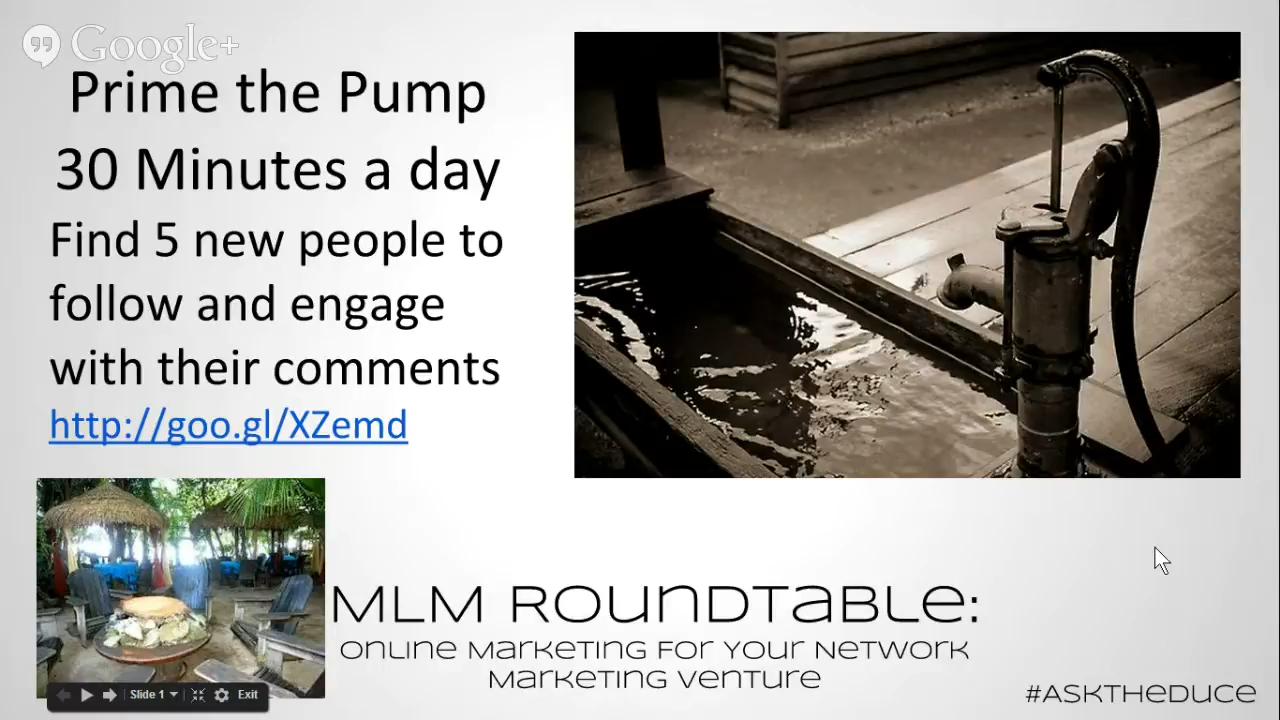 Google+
Prime the Pump
30 Minutes a day
Find 5 new people to
follow and engage
with their comments
http://goo.gl/XZemd
MLM ROUNDTABLE:
ONLINE MARKETING FOR YOUR NETWORK
MARKETING VENTURE
Slide 1
Exit
#ASKTHEDUCE